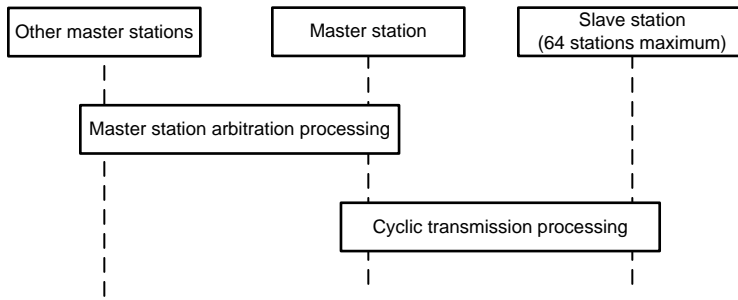 Other master stations
Master station
Slave station
(64 stations maximum)
Master station arbitration processing
Cyclic transmission processing